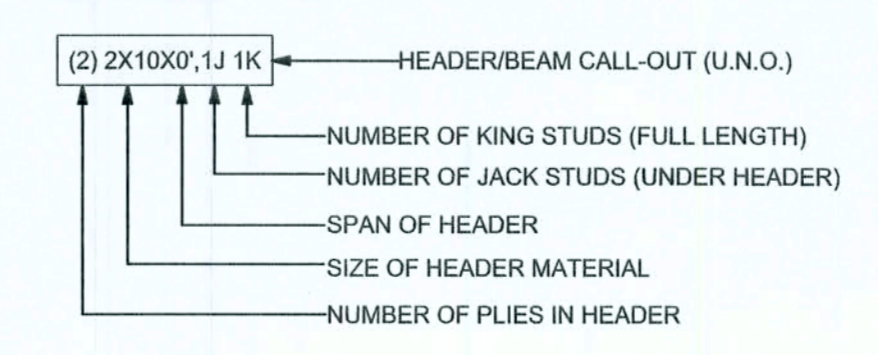 (2) 2X10X0',1J 1K
HEADER/BEAM CALL-OUT (U.N.O.)
NUMBER OF KING STUDS (FULL LENGTH)
NUMBER OF JACK STUDS (UNDER HEADER)
SPAN OF HEADER
SIZE OF HEADER MATERIAL
NUMBER OF PLIES IN HEADER